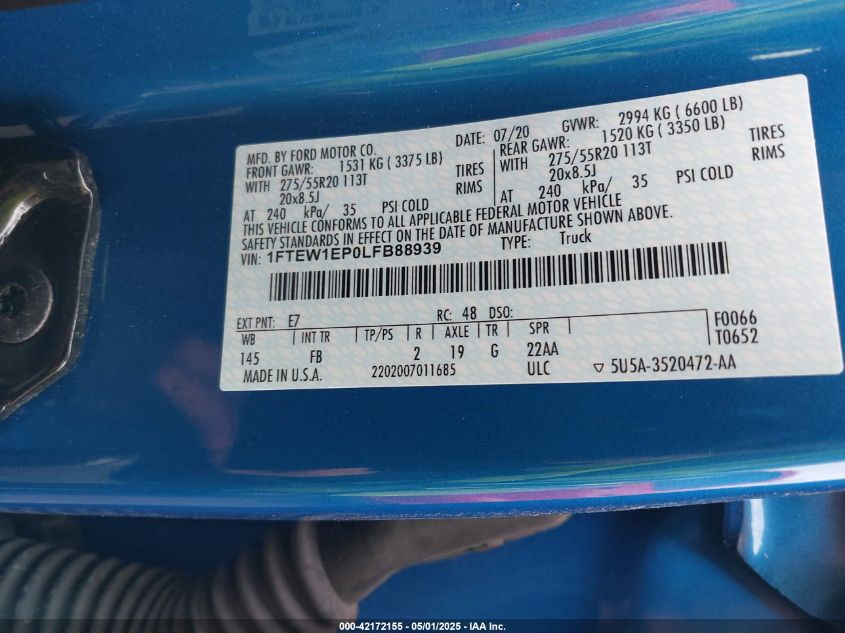 MFD. BY FORD MOTOR CO. DATE: 07/20 GVWR: 2994 KG ( 6600 LB)
FRONT GAWR: 1531 KG ( 3375 LB) REAR GAWR: 1520 KG ( 3350 LB)
WITH 275/55R20 113T TIRES WITH 275/55R20 113T TIRES
20x8.5J RIMS 20x8.5J RIMS
AT 240 kPa/ 35 PSI COLD AT 240 kPa/ 35 PSI COLD
THIS VEHICLE CONFORMS TO ALL APPLICABLE FEDERAL MOTOR VEHICLE
SAFETY STANDARDS IN EFFECT ON THE DATE OF MANUFACTURE SHOWN ABOVE.
VIN: 1FTEW1EP0LFB88939 TYPE: Truck
EXT PNT: E7 RC: 48 DSO:
WB INT TR TP/PS R AXLE TR SPR F0066
145 FB 2 19 G 22AA T0652
MADE IN U.S.A. 2202007011685 ULC ▽ 5U5A-3520472-AA
000-42172155 - 05/01/2025 - IAA Inc.